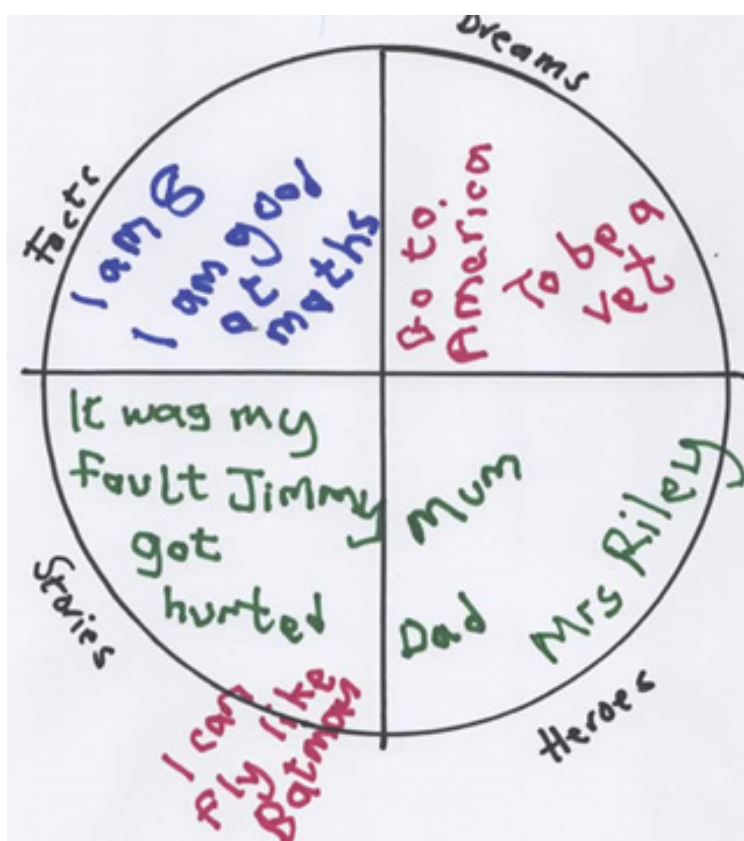 Dreams
Facts
I am 8
I am good
at
maths
Go to.
America
To be a
vet
It was my
fault Jimmy
got
hurted
Mum
Dad
Mrs Riley
Stories
Heroes
I can
fly like
Batman